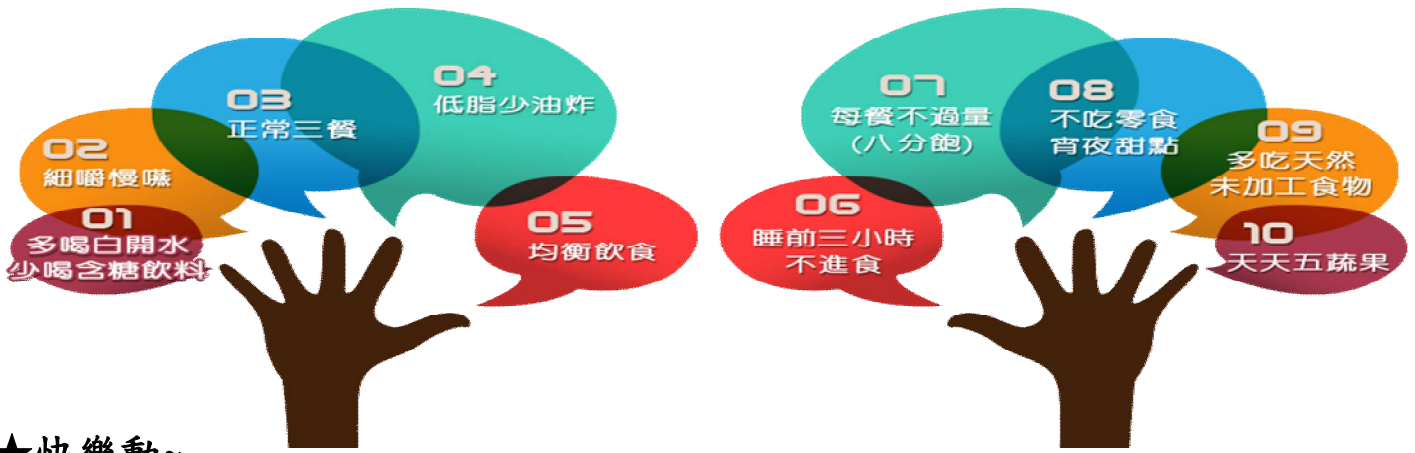 01
多喝白開水
少喝含糖飲料
02
細嚼慢嚥
03
正常三餐
04
低脂少油炸
05
均衡飲食
06
睡前三小時
不進食
07
每餐不過量
(八分飽)
08
不吃零食
宵夜甜點
09
多吃天然
未加工食物
10
天天五蔬果
★快樂動~